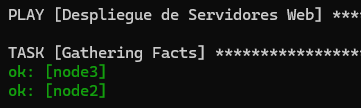 PLAY [Despliegue de Servidores Web] ****
TASK [Gathering Facts] *****************
ok: [node3]
ok: [node2]